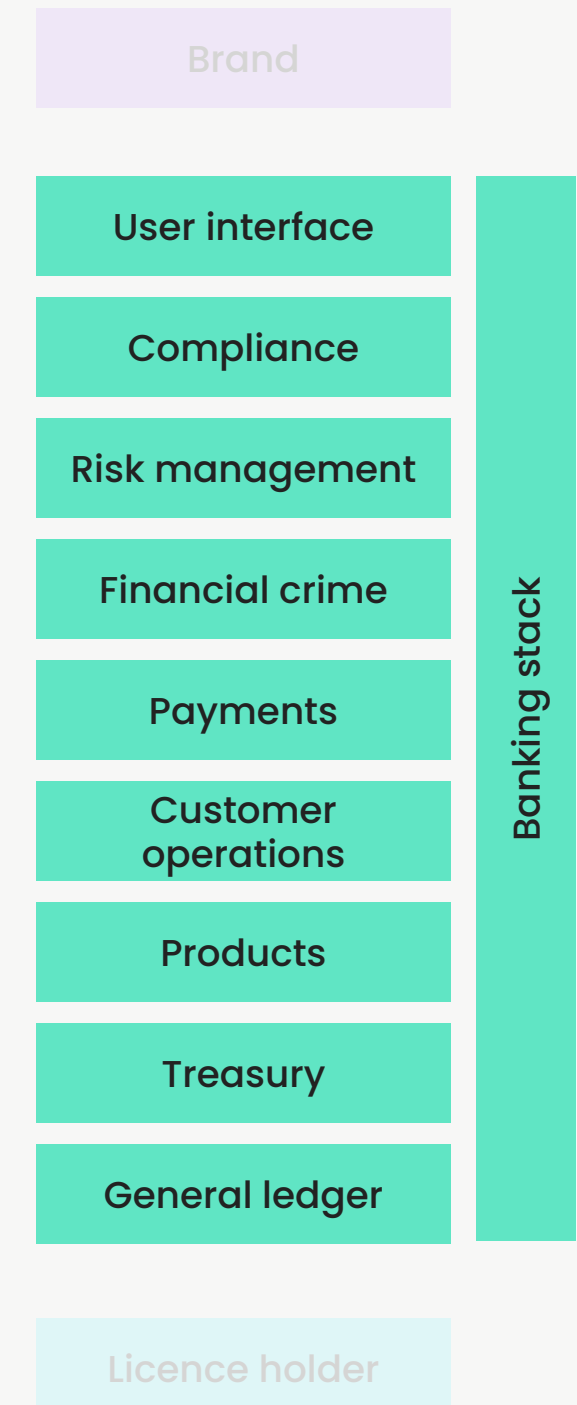 Brand
User interface
Compliance
Risk management
Financial crime
Payments
Customer
operations
Products
Treasury
General ledger
Banking stack
Licence holder